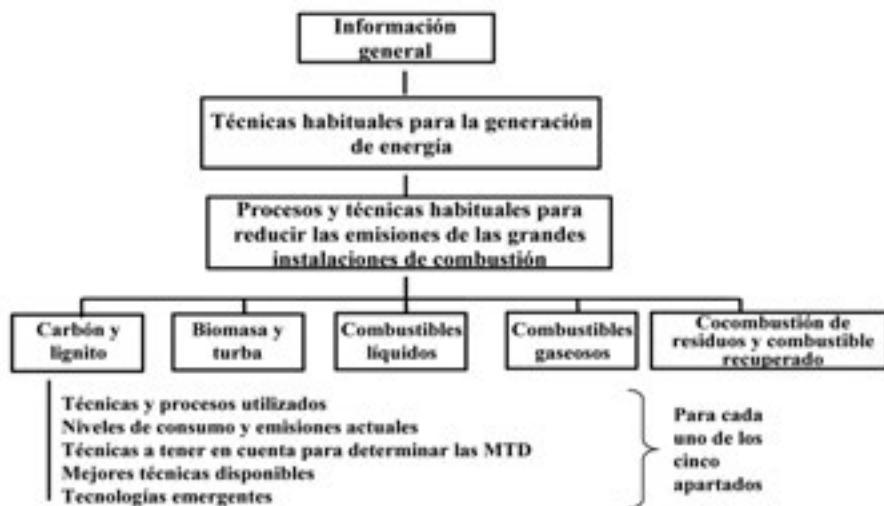 Información
general
Técnicas habituales para la generación
de energía
Procesos y técnicas habituales para
reducir las emisiones de las grandes
instalaciones de combustión
Carbón y
lignito
Biomasa y
turba
Combustibles
líquidos
Combustibles
gaseosos
Cocombustión de
residuos y combustible
recuperado
Técnicas y procesos utilizados
Niveles de consumo y emisiones actuales
Técnicas a tener en cuenta para determinar las MTD
Mejores técnicas disponibles
Tecnologías emergentes
Para cada
uno de los
cinco
apartados